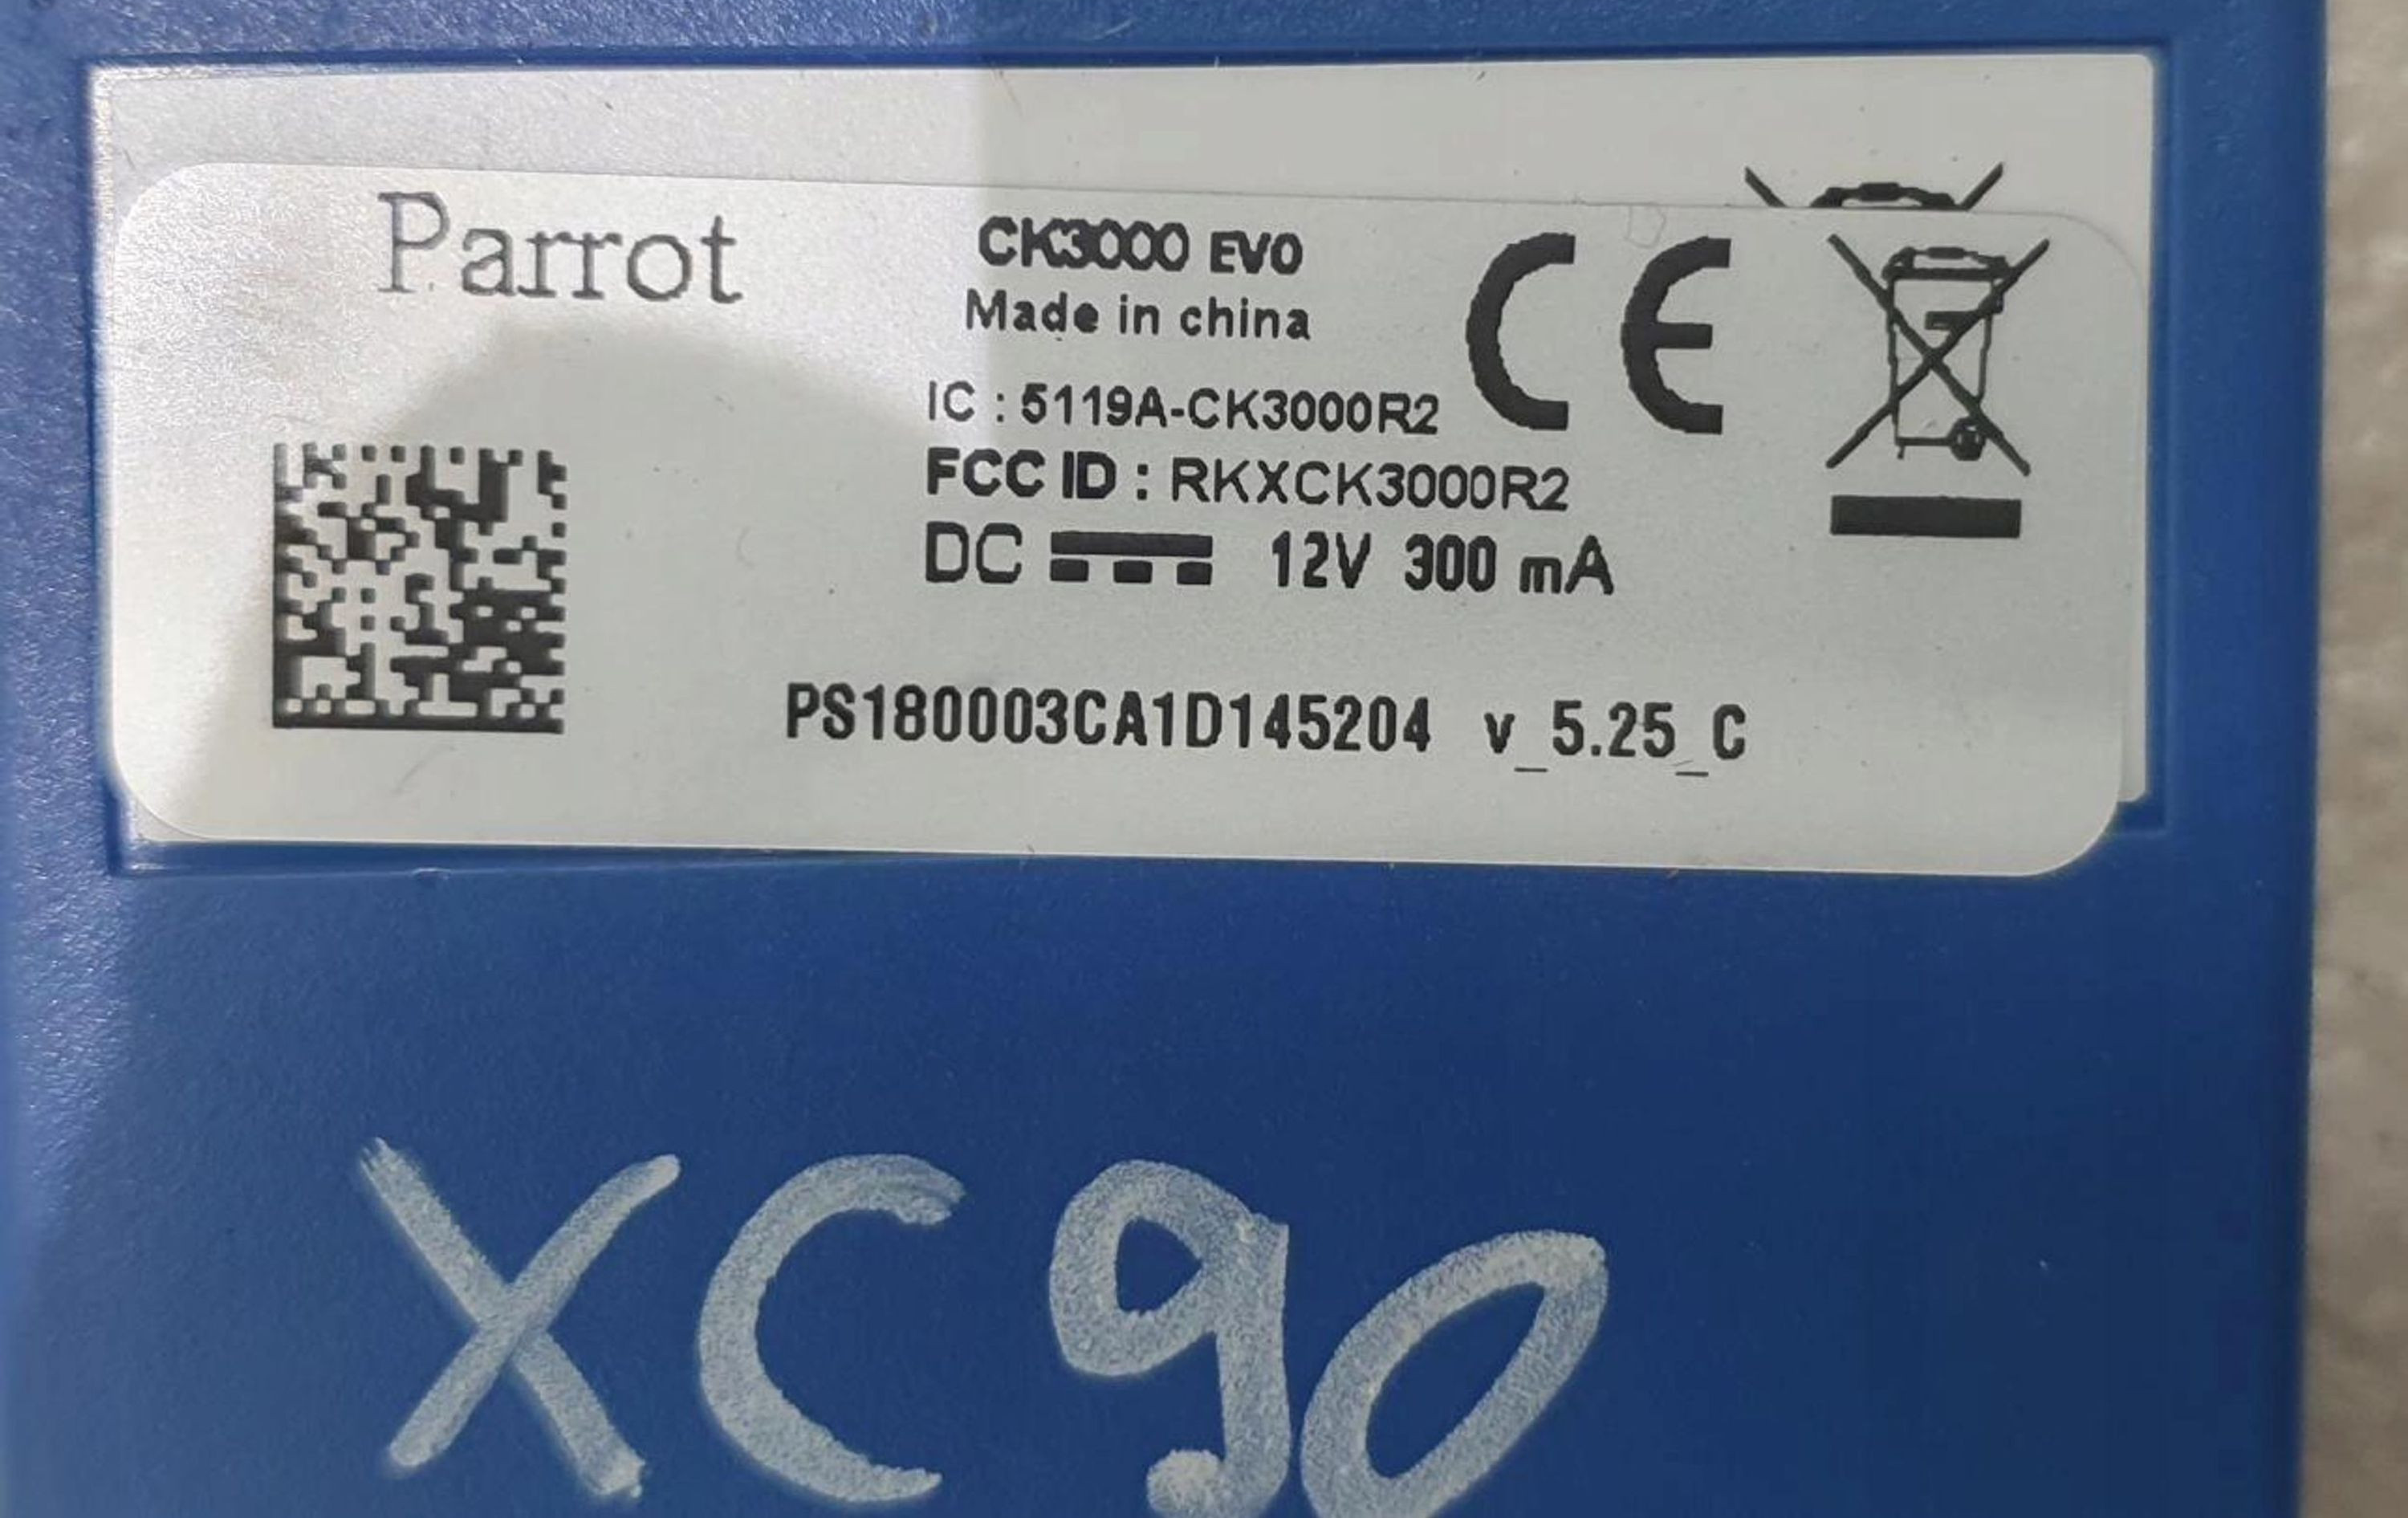 Parrot
CK3000 EVO
Made in china
IC : 5119A-CK3000R2
FCC ID : RKXCK3000R2
DC 12V 300 mA
PS180003CA1D145204 v_5.25_C
CE
XC90